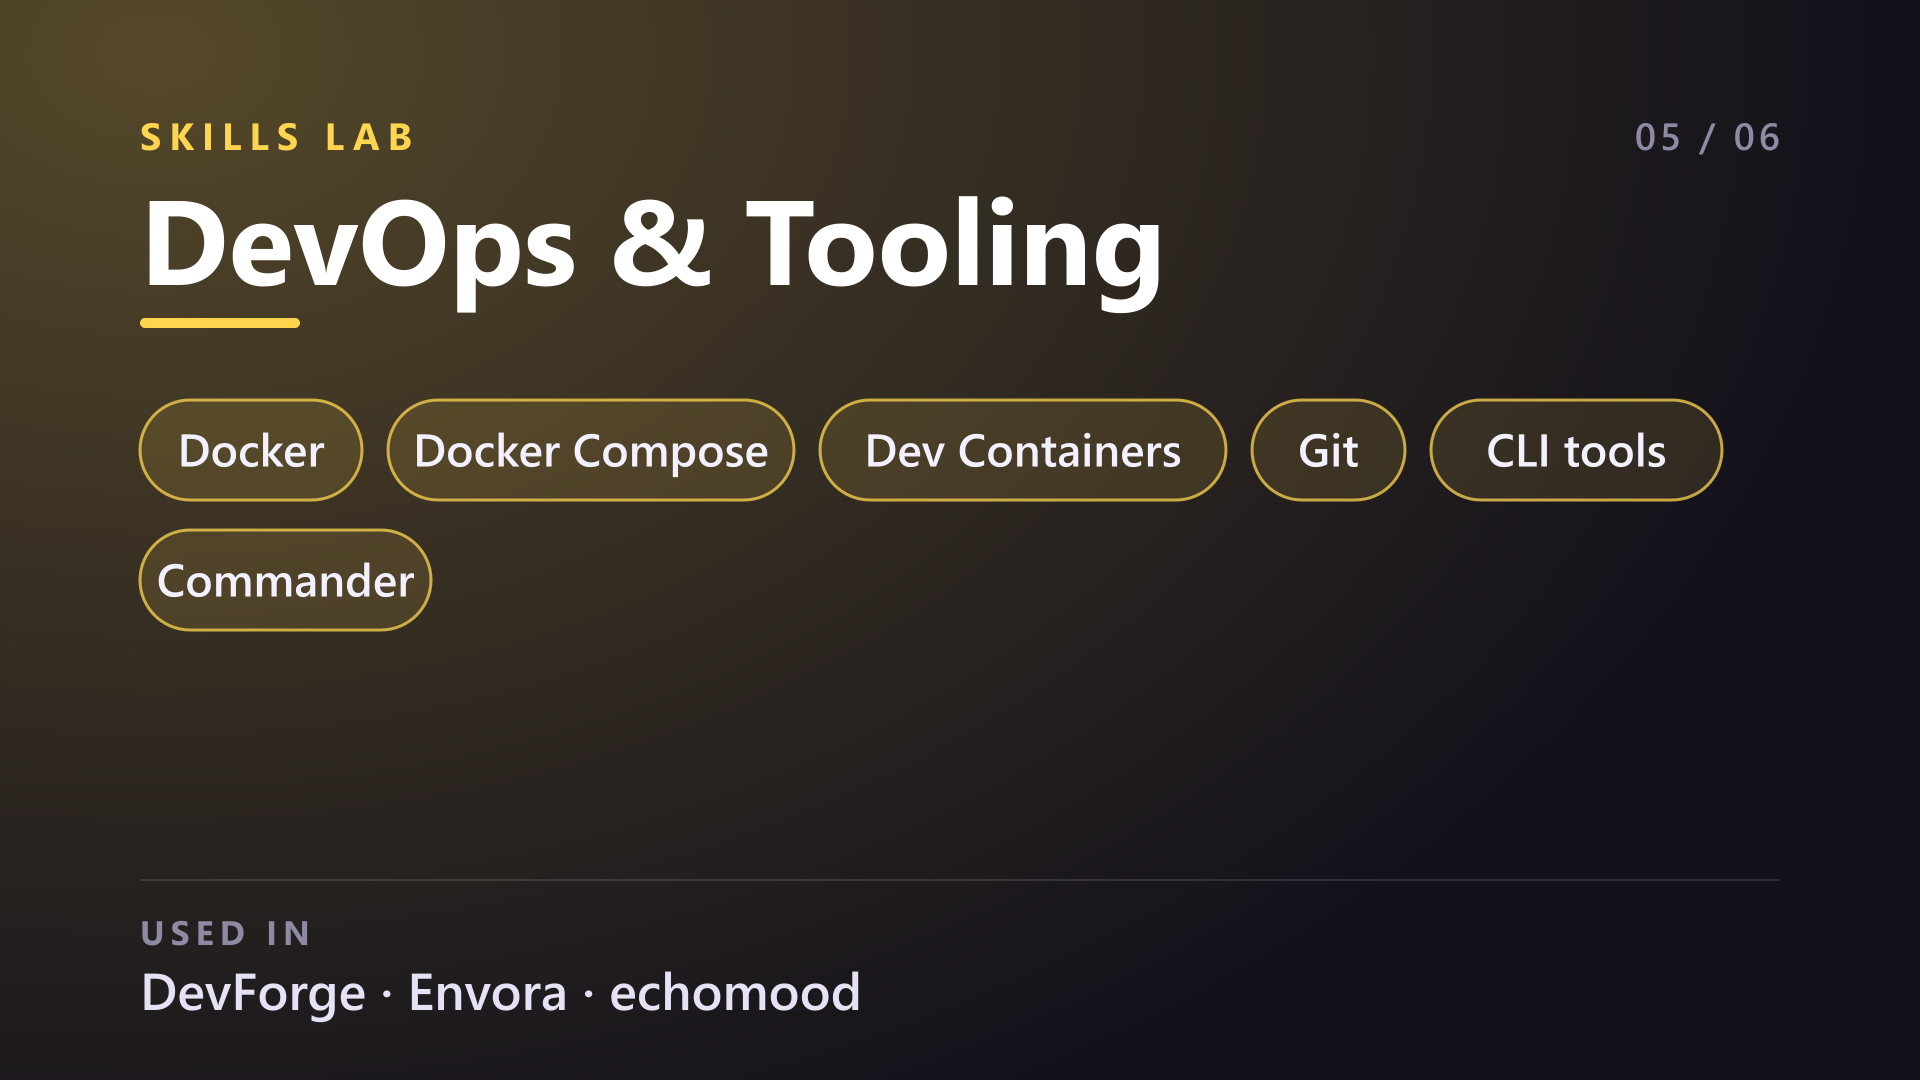 SKILLS LAB
05 / 06
DevOps & Tooling
Docker
Docker Compose
Dev Containers
Git
CLI tools
Commander
USED IN
DevForge · Envora · echomood